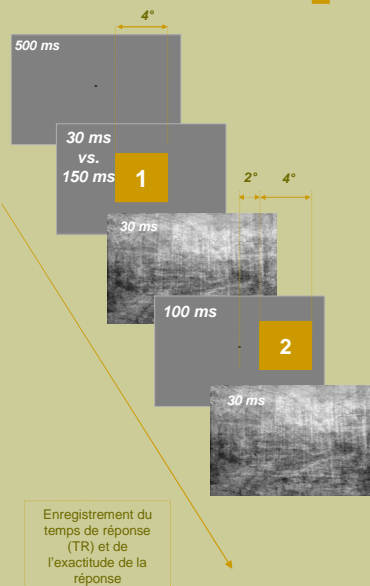 4°
500 ms
30 ms
vs.
150 ms
1
2°
4°
30 ms
100 ms
2
30 ms
Enregistrement du
temps de réponse
(TR) et de
l'exactitude de la
réponse